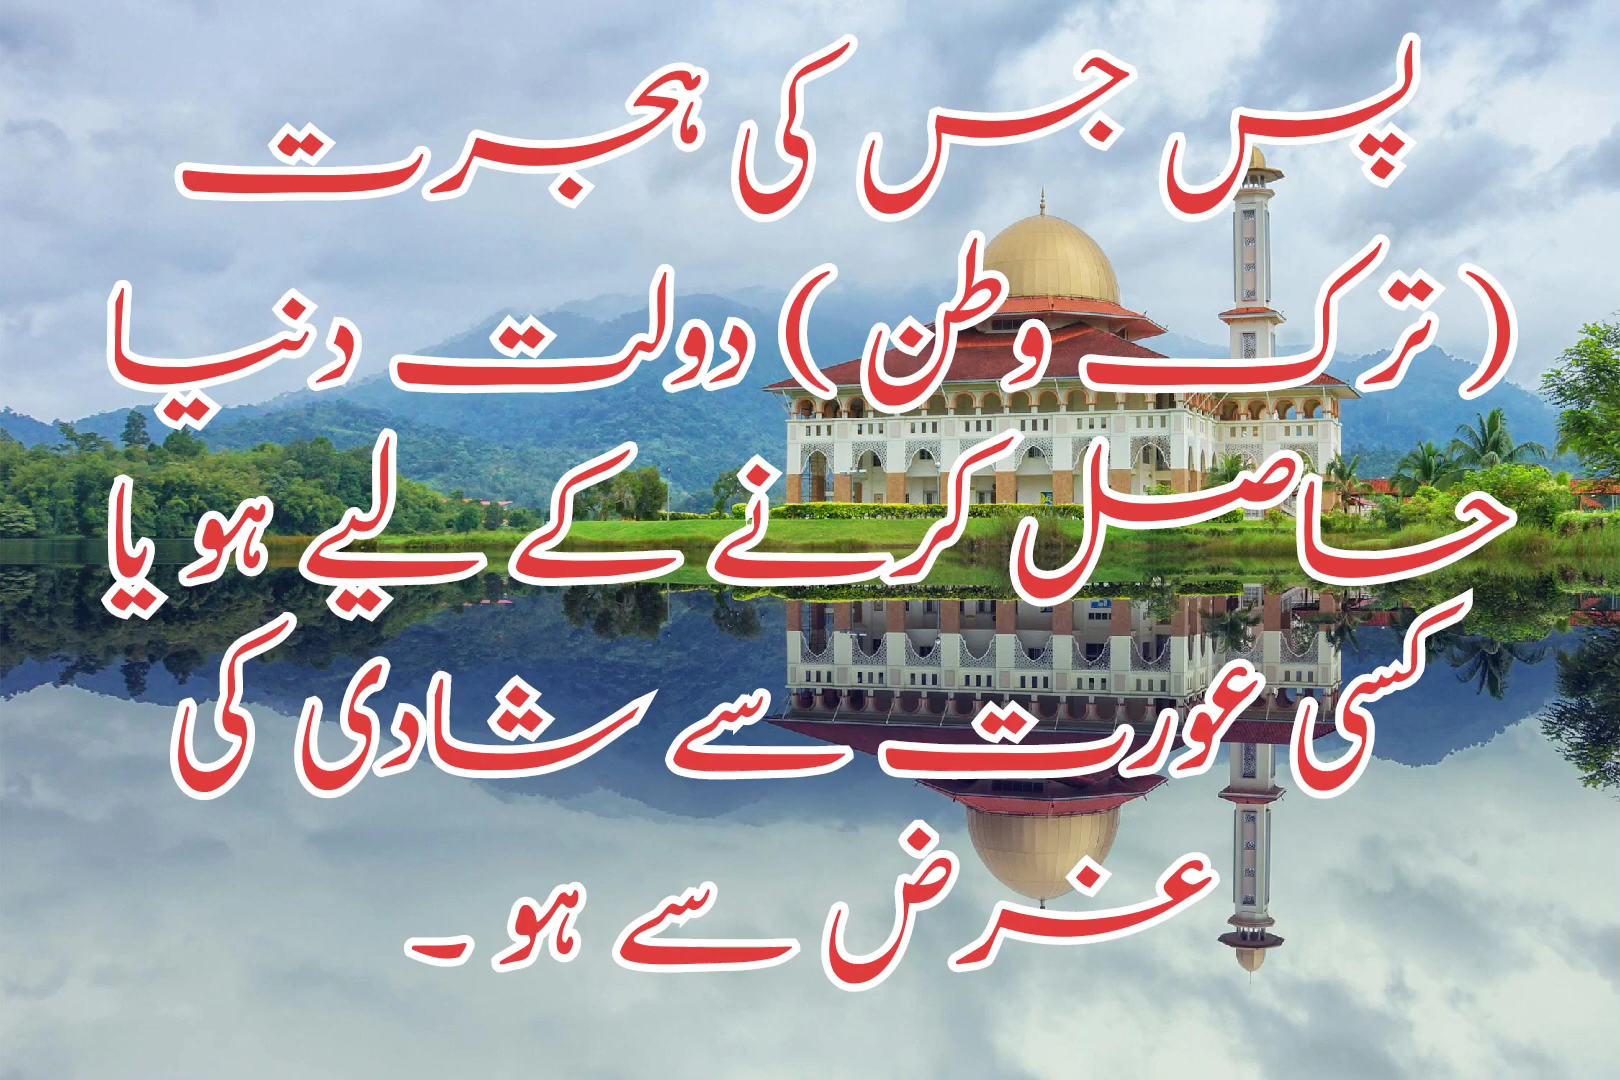 پس جس کی ہجرت
(ترک وطن) دولت دنیا
حاصل کرنے کے لیے ہو یا
کسی عورت سے شادی کی
غرض سے ہو۔